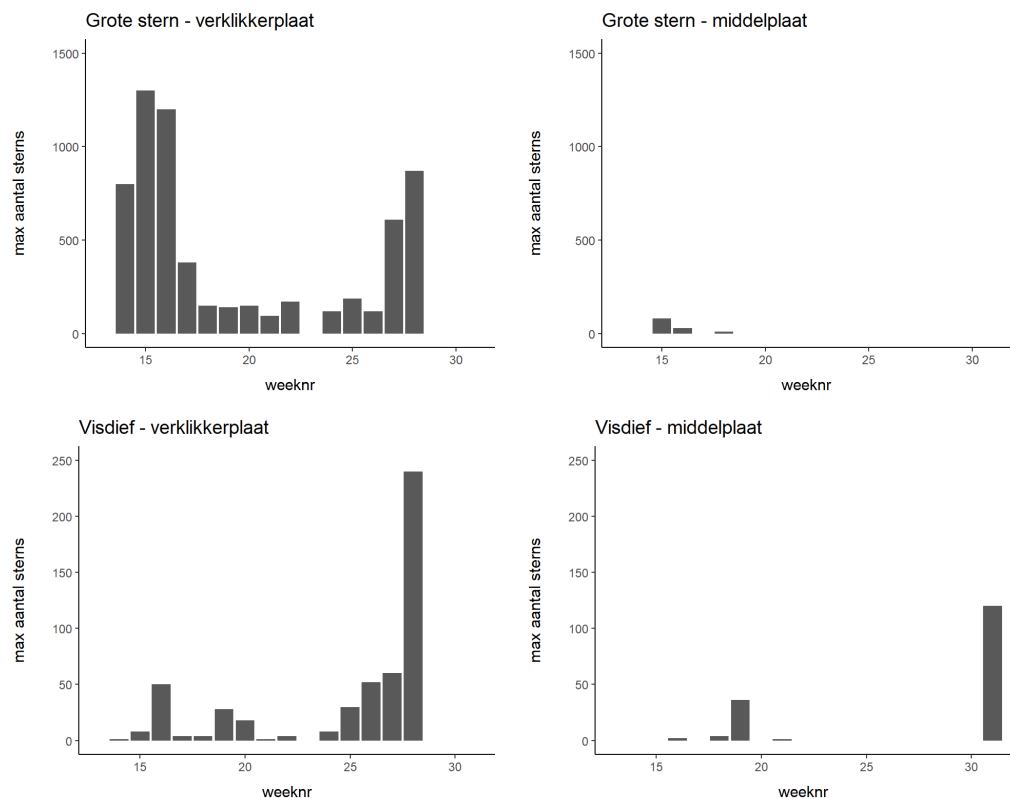 Grote stern - verklikkerplaat
1500
1000
500
0
max aantal sterns
15 20 25 30
weeknr
Grote stern - middelplaat
1500
1000
500
0
max aantal sterns
15 20 25 30
weeknr
Visdief - verklikkerplaat
250
200
150
100
50
0
max aantal sterns
15 20 25 30
weeknr
Visdief - middelplaat
250
200
150
100
50
0
max aantal sterns
15 20 25 30
weeknr